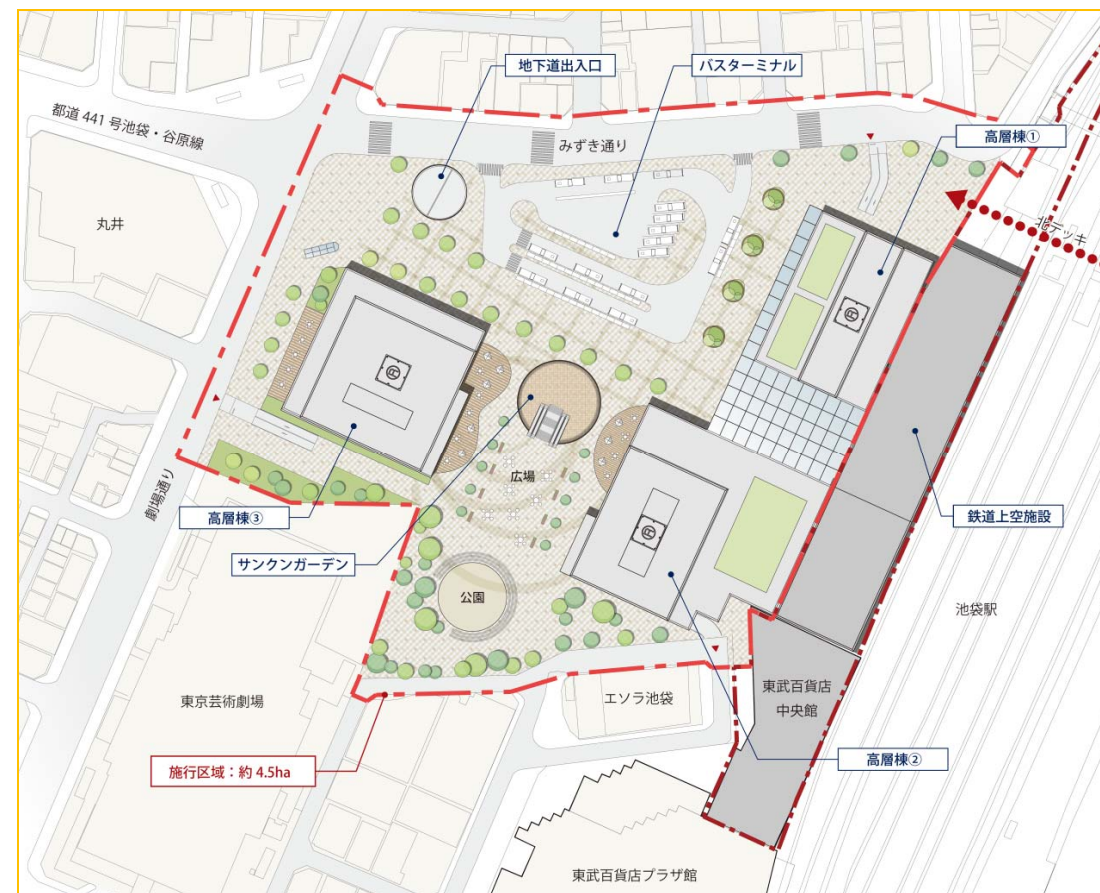 地下道出入口
バスターミナル
都道 441 号池袋・谷原線
みずき通り
高層棟①
丸井
北デッキ
広場
劇場通り
高層棟③
鉄道上空施設
サンクンガーデン
公園
池袋駅
東京芸術劇場
エソラ池袋
東武百貨店
中央館
施行区域：約 4.5ha
高層棟②
東武百貨店プラザ館